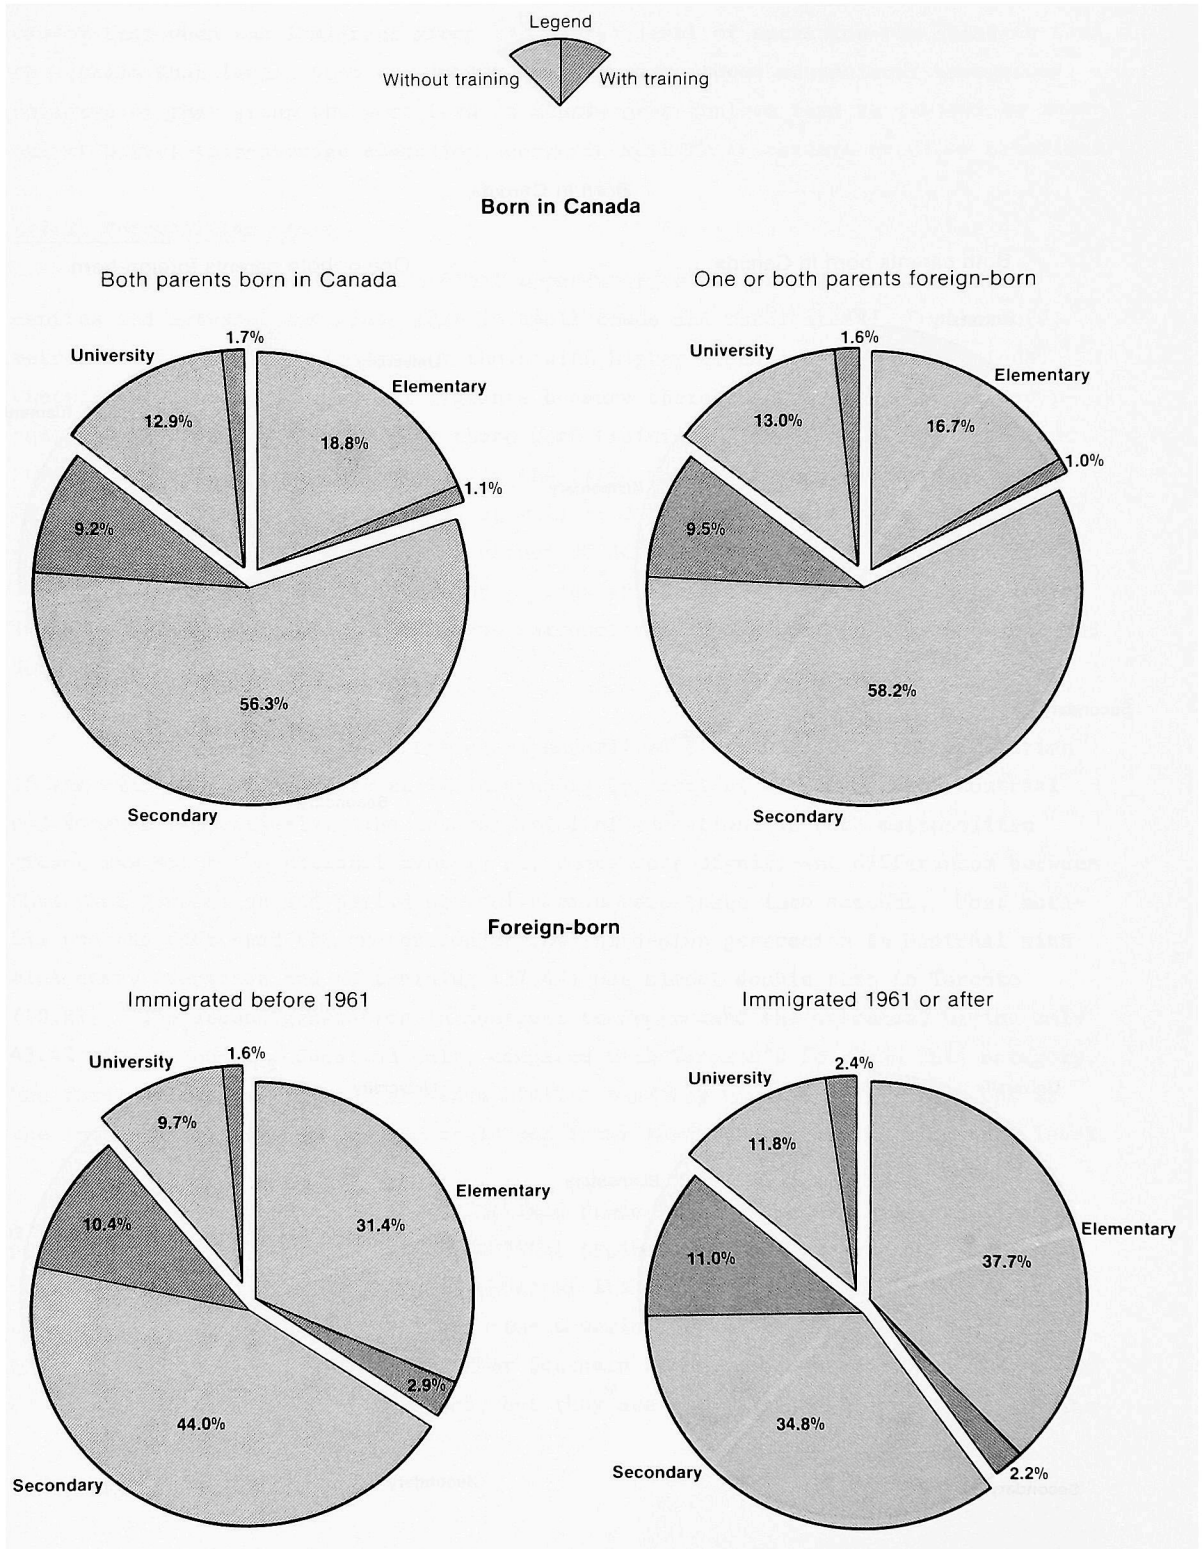 Legend
Without training
With training
Born in Canada
Both parents born in Canada
University
1.7%
Elementary
12.9%
18.8%
1.1%
9.2%
56.3%
Secondary
One or both parents foreign-born
University
1.6%
Elementary
13.0%
16.7%
1.0%
9.5%
58.2%
Secondary
Foreign-born
Immigrated before 1961
University
1.6%
9.7%
Elementary
10.4%
31.4%
2.9%
44.0%
Secondary
Immigrated 1961 or after
University
2.4%
11.8%
Elementary
11.0%
37.7%
34.8%
Secondary
2.2%